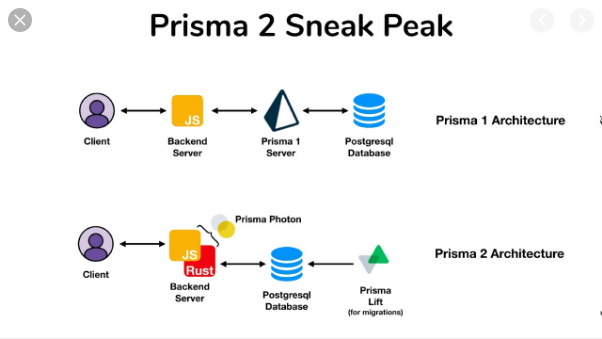 Prisma 2 Sneak Peak
JS
Client
Backend
Server
Prisma 1
Server
Postgresql
Database
Prisma 1 Architecture
Prisma Photon
JS
Rust
Client
Backend
Server
Postgresql
Database
Prisma
Lift
(for migrations)
Prisma 2 Architecture